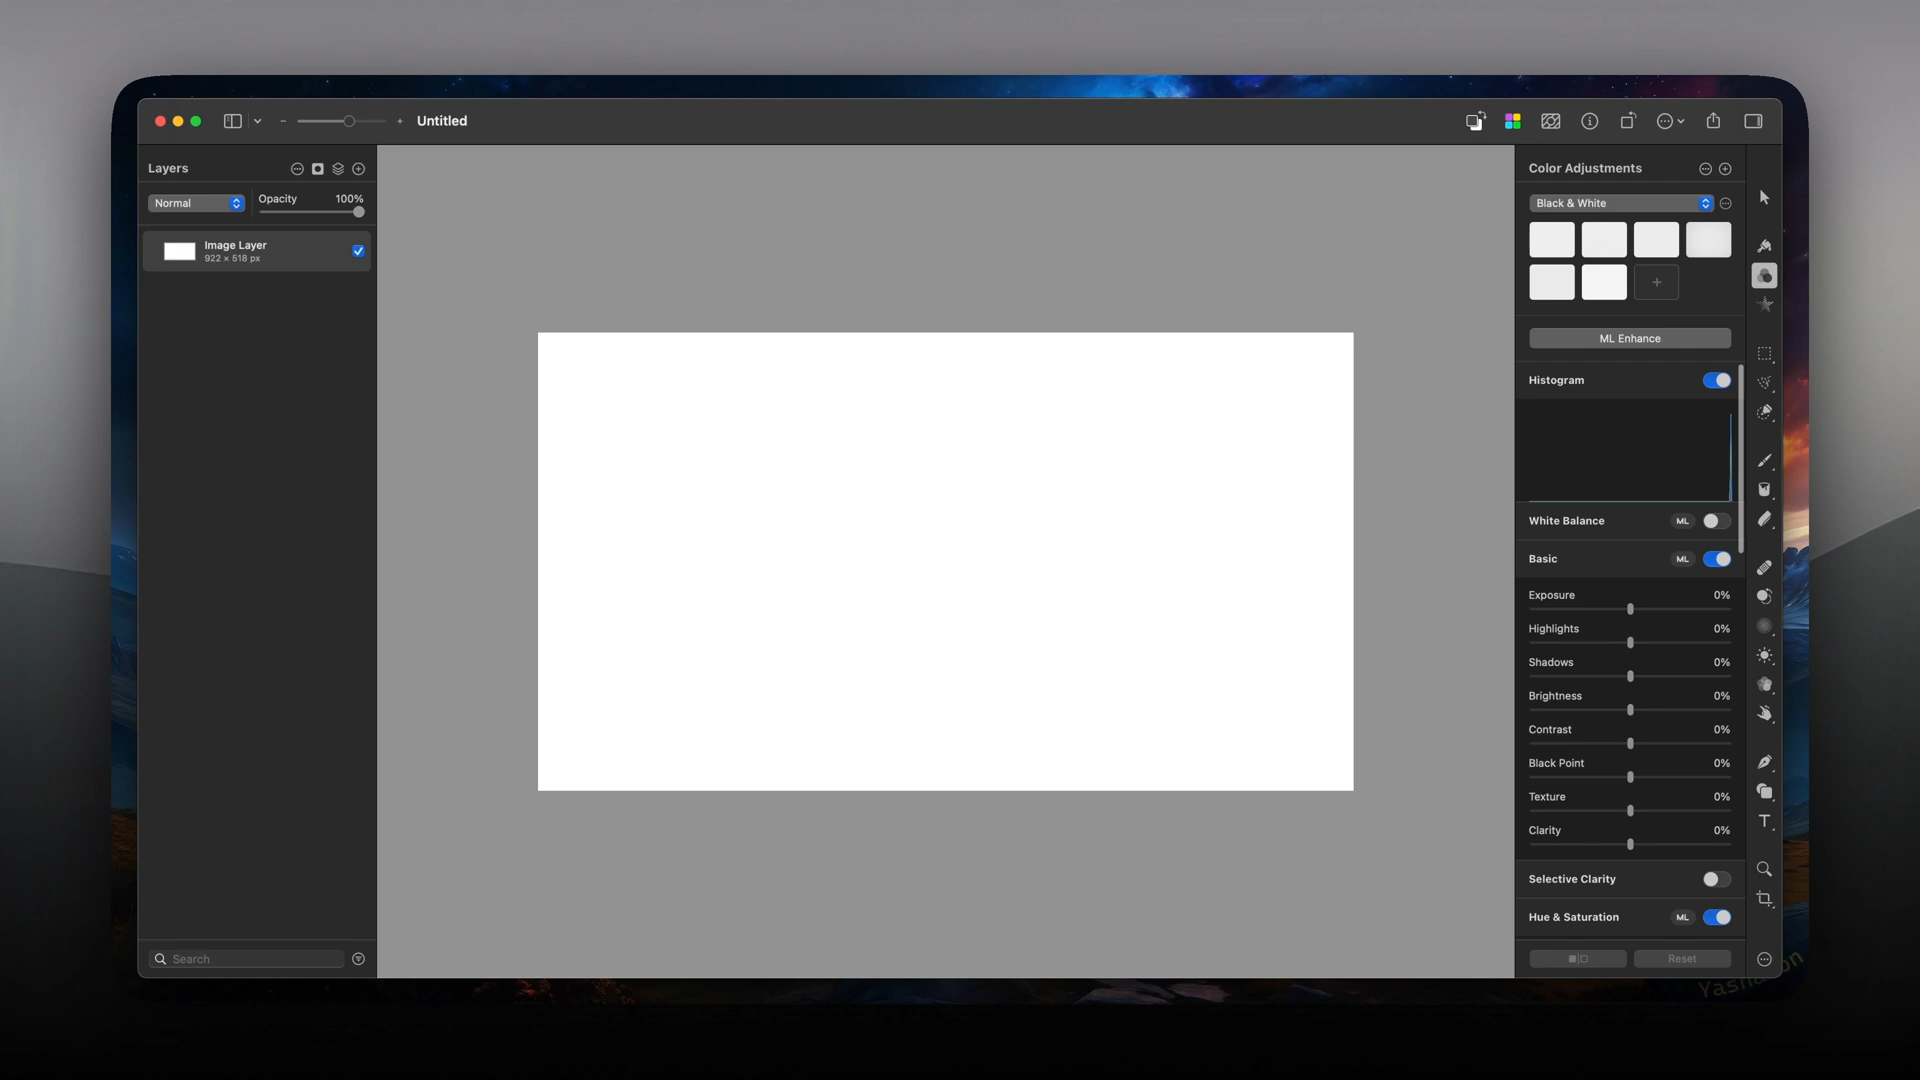 Untitled
Layers
Normal
Opacity
100%
Image Layer
922 × 518 px
Search
Color Adjustments
Black & White
ML Enhance
Histogram
White Balance
ML
Basic
ML
Exposure
0%
Highlights
0%
Shadows
0%
Brightness
0%
Contrast
0%
Black Point
0%
Texture
0%
Clarity
0%
Selective Clarity
Hue & Saturation
ML
Reset